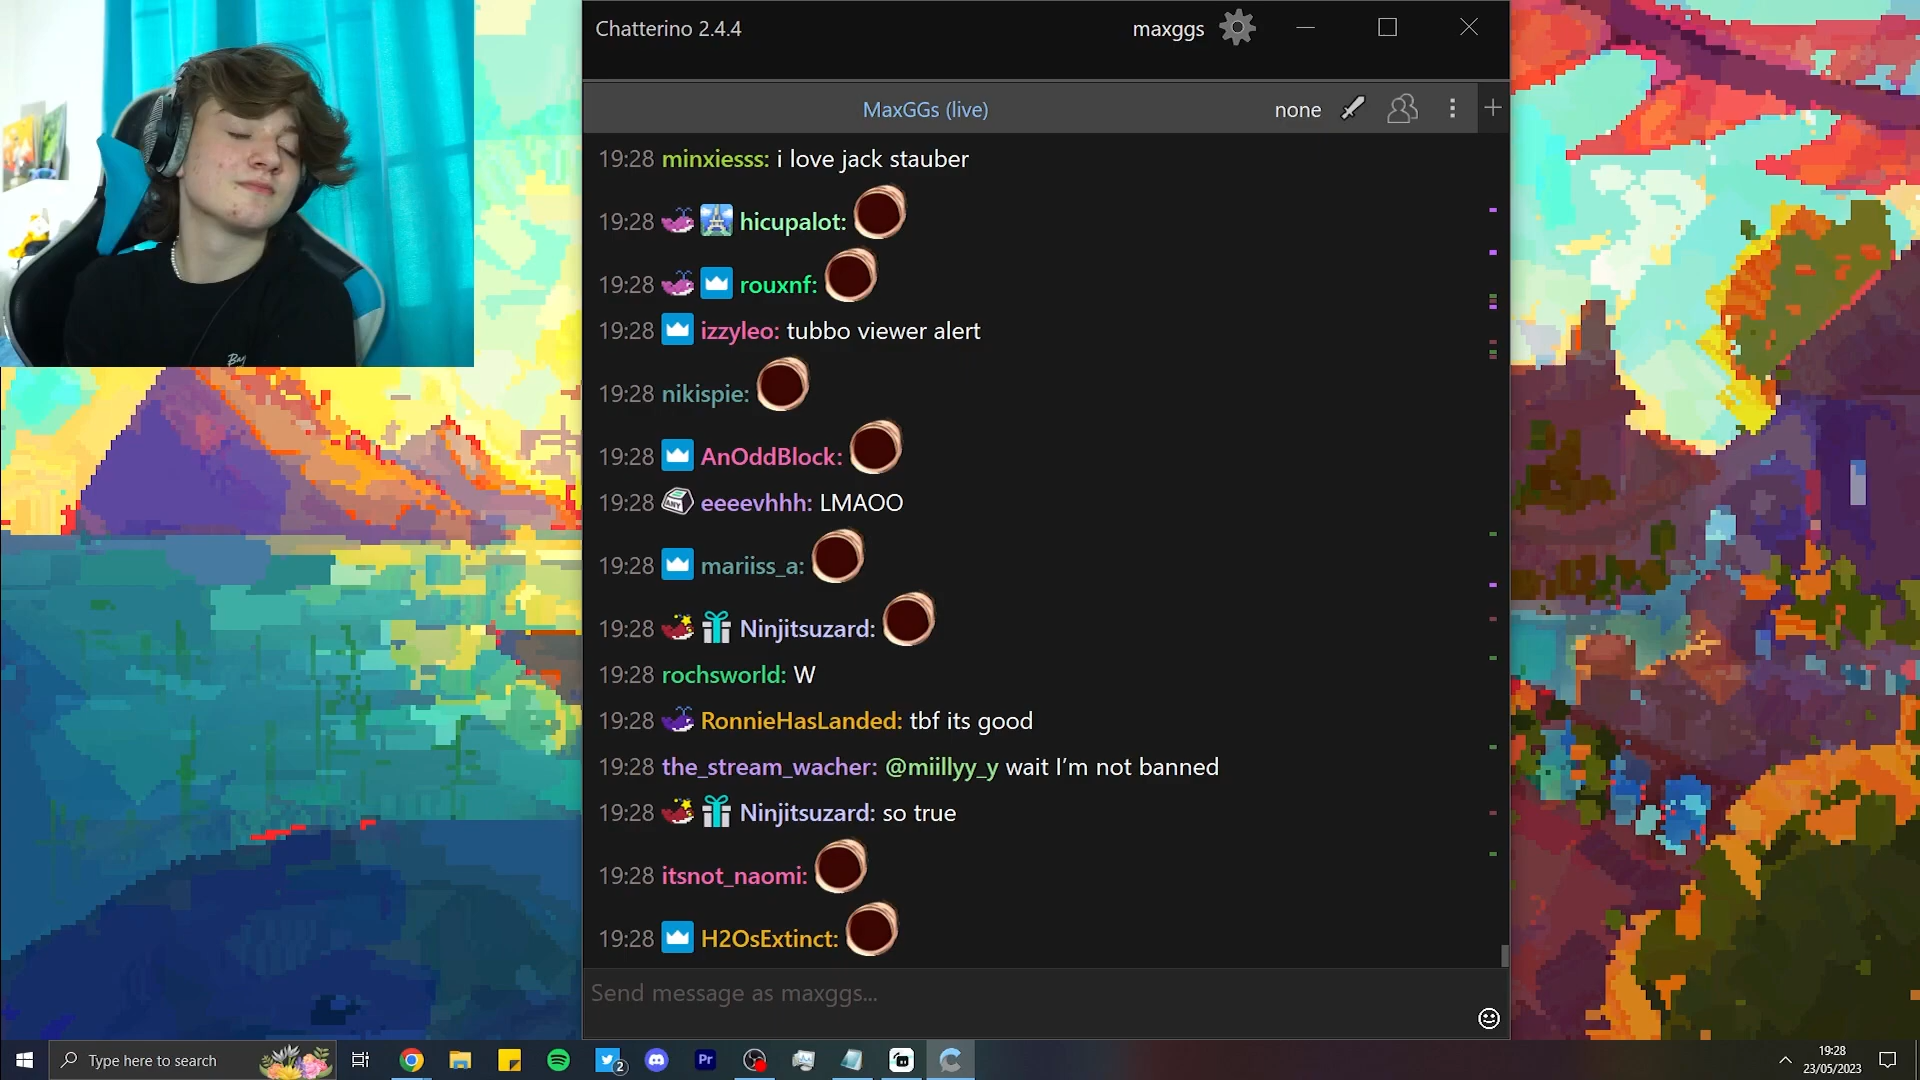 Chatterino 2.4.4
maxggs
MaxGGs (live)
none
19:28 minxiesss: i love jack stauber
19:28 hicupalot:
19:28 rouxnf:
19:28 izzyleo: tubbo viewer alert
19:28 nikispie:
19:28 AnOddBlock:
19:28 ANY eeeevhhh: LMAOO
19:28 mariiss_a:
19:28 Ninjitsuzard:
19:28 rochsworld: W
19:28 RonnieHasLanded: tbf its good
19:28 the_stream_wacher: @miillyy_y wait I'm not banned
19:28 Ninjitsuzard: so true
19:28 itsnot_naomi:
19:28 H2OsExtinct:
Send message as maxggs...
Bay
Type here to search
2
Pr
19:28
23/05/2023